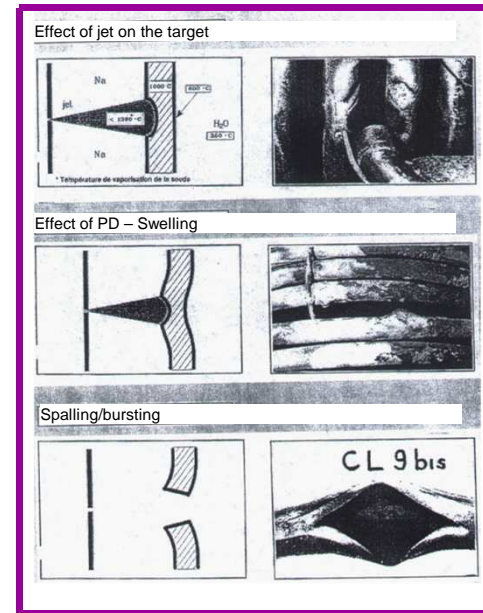 Effect of jet on the target
Na
jet
1000 °C
600 °C
< 1390* °C
H₂O
360 °C
Na
* Température de vaporisation de la soude
Effect of PD – Swelling
Spalling/bursting
CL 9 bis